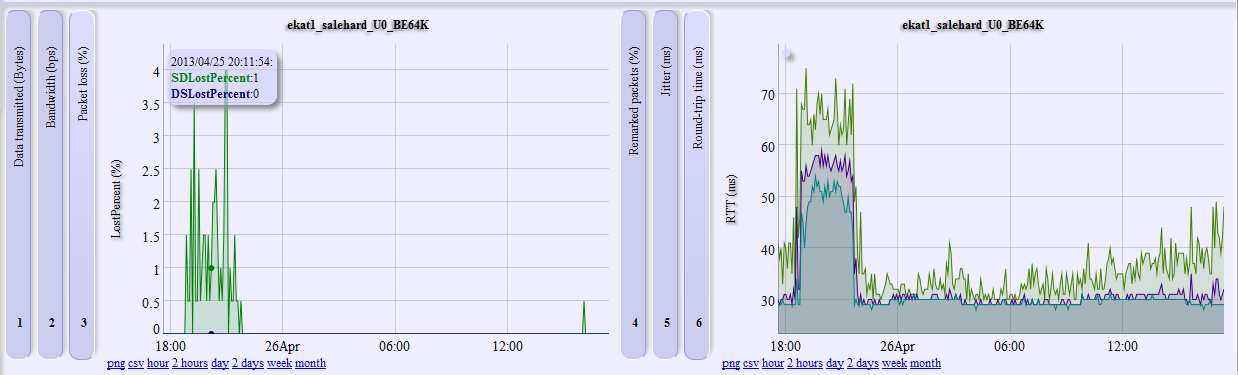 Data transmitted (Bytes)
1
Bandwidth (bps)
2
Packet loss (%)
3
ekat1_salehard_U0_BE64K
2013/04/25 20:11:54:
SDLostPercent:1
DSLostPercent:0
LostPercent (%)
4
3.5
3
2.5
2
1.5
1
0.5
0
18:00 26Apr 06:00 12:00
png csv hour 2 hours day 2 days week month
Remarked packets (%)
4
Jitter (ms)
5
Round-trip time (ms)
6
ekat1_salehard_U0_BE64K
RTT (ms)
70
60
50
40
30
18:00 26Apr 06:00 12:00
png csv hour 2 hours day 2 days week month